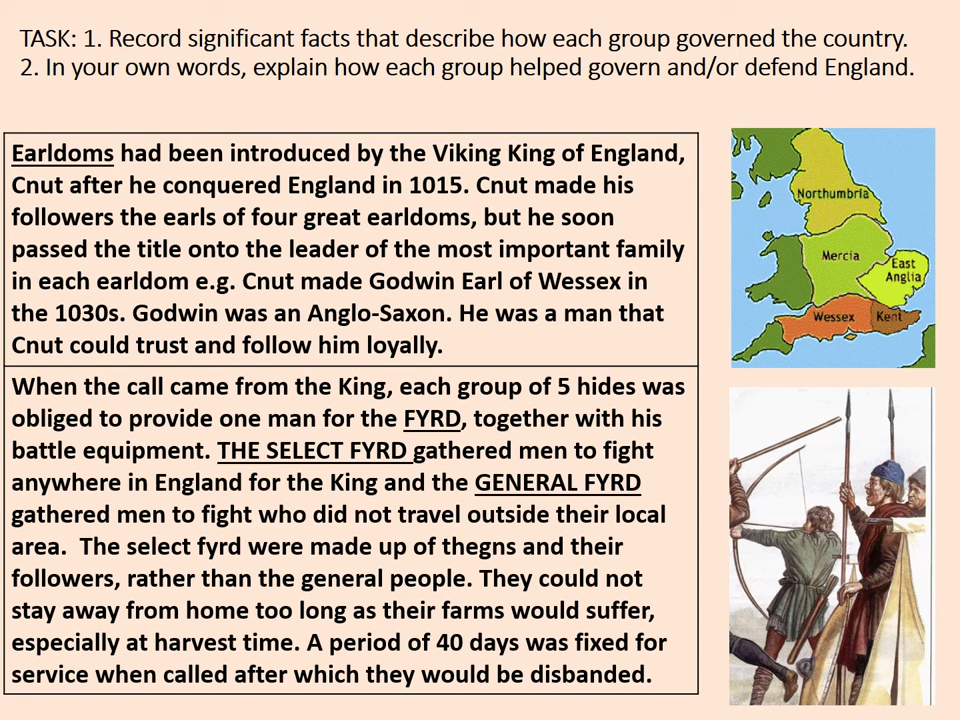 TASK: 1. Record significant facts that describe how each group governed the country.
2. In your own words, explain how each group helped govern and/or defend England.
Earldoms had been introduced by the Viking King of England,
Cnut after he conquered England in 1015. Cnut made his
followers the earls of four great earldoms, but he soon
passed the title onto the leader of the most important family
in each earldom e.g. Cnut made Godwin Earl of Wessex in
the 1030s. Godwin was an Anglo-Saxon. He was a man that
Cnut could trust and follow him loyally.
When the call came from the King, each group of 5 hides was
obliged to provide one man for the FYRD, together with his
battle equipment. THE SELECT FYRD gathered men to fight
anywhere in England for the King and the GENERAL FYRD
gathered men to fight who did not travel outside their local
area. The select fyrd were made up of thegns and their
followers, rather than the general people. They could not
stay away from home too long as their farms would suffer,
especially at harvest time. A period of 40 days was fixed for
service when called after which they would be disbanded.
Northumbria
Mercia
East
Anglia
Wessex
Kent